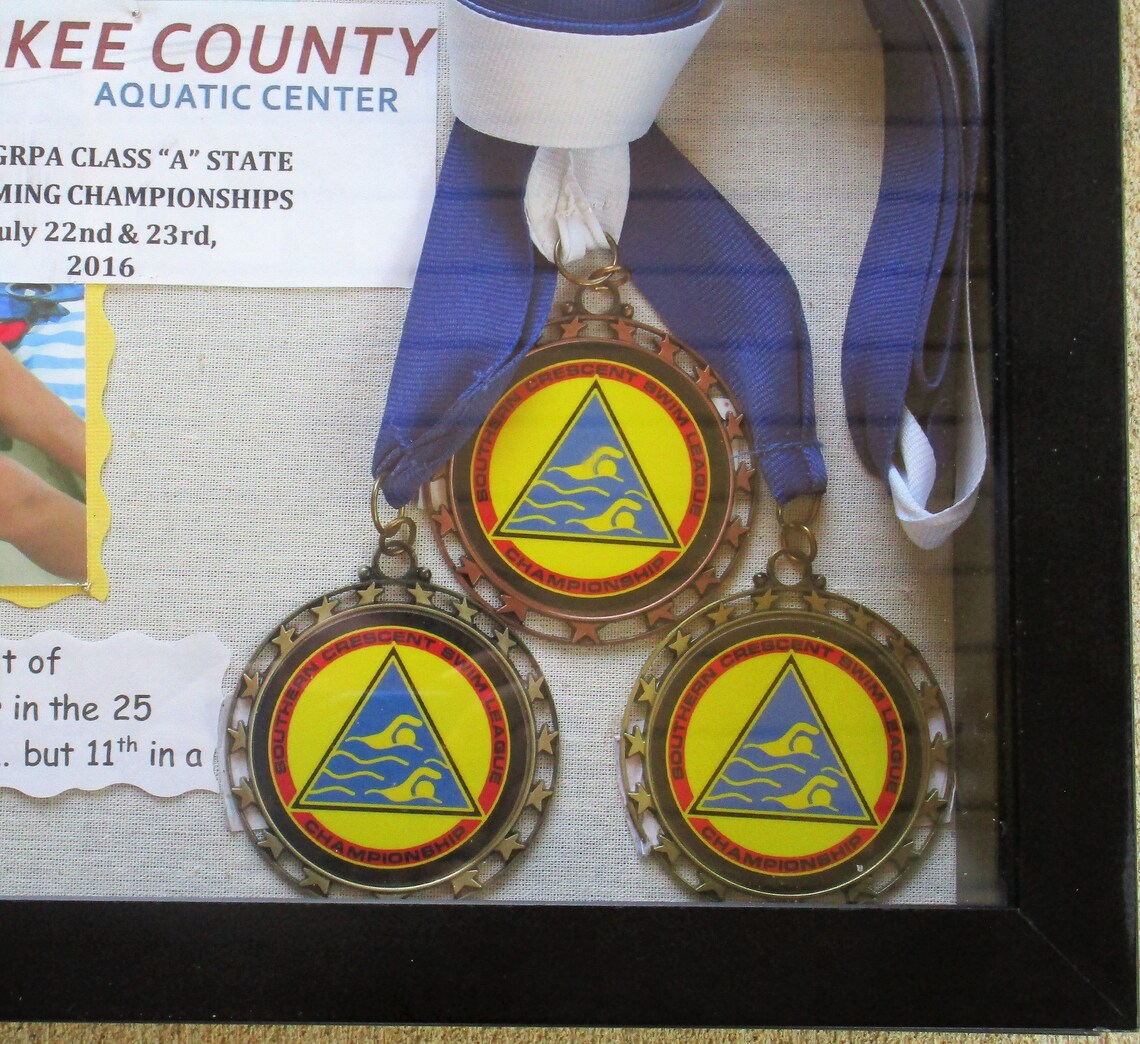 KEE COUNTY
AQUATIC CENTER
GRPA CLASS “A” STATE
MING CHAMPIONSHIPS
uly 22nd & 23rd,
2016
t of
in the 25
.. but 11th in a
SOUTHERN CRESCENT SWIM LEAGUE
CHAMPIONSHIP
SOUTHERN CRESCENT SWIM LEAGUE
CHAMPIONSHIP
SOUTHERN CRESCENT SWIM LEAGUE
CHAMPIONSHIP